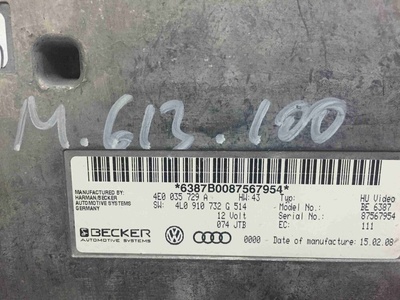 M.613.100
*6387B0087567954*
MANUFACTURED BY 4E0 035 729 A HW:43 Typ: HU Video
HARMAN/BECKER
AUTOMOTIVE SYSTEMS SW: 4L0 910 732 G 514 BE 6387
GERMANY 12 Volt Serial-No: 87567954
074 JTB EC: 111
BECKER AUTOMOTIVE SYSTEMS 0000 - Date of manufacture: 15.02.08